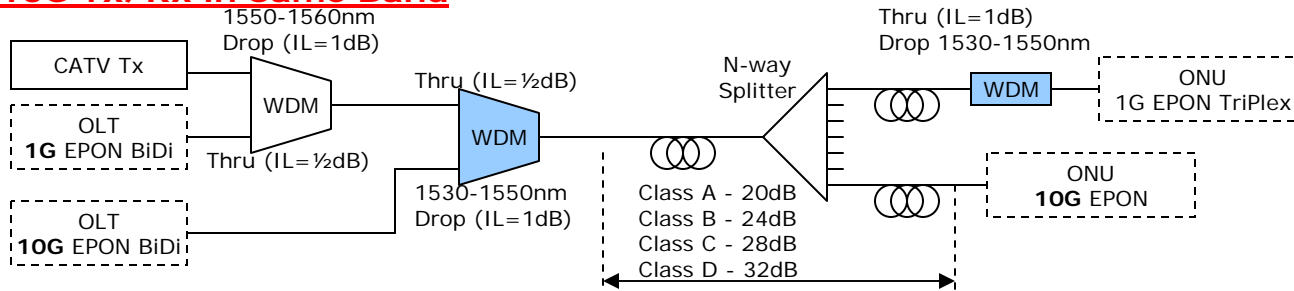 10G Tx/Rx in Same Band
1550-1560nm
Drop (IL=1dB)
CATV Tx
WDM
OLT
1G EPON BiDi
Thru (IL=½dB)
OLT
10G EPON BiDi
Thru (IL=½dB)
WDM
1530-1550nm
Drop (IL=1dB)
N-way
Splitter
Class A - 20dB
Class B - 24dB
Class C - 28dB
Class D - 32dB
Thru (IL=1dB)
Drop 1530-1550nm
WDM
ONU
1G EPON TriPlex
ONU
10G EPON